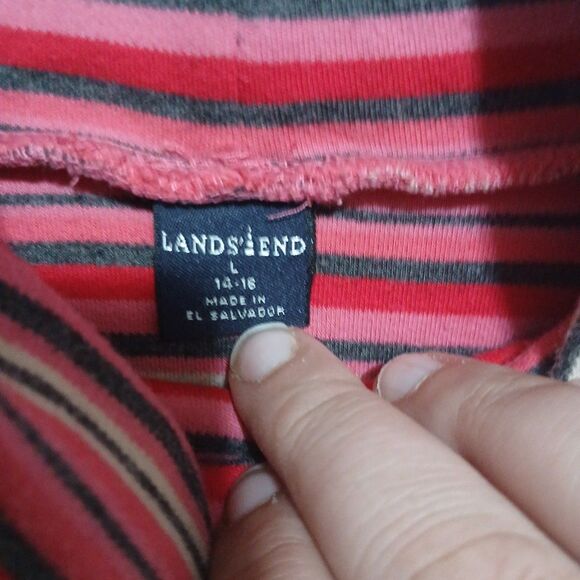 LANDS'END
L
14-16
MADE IN
EL SALVADOR